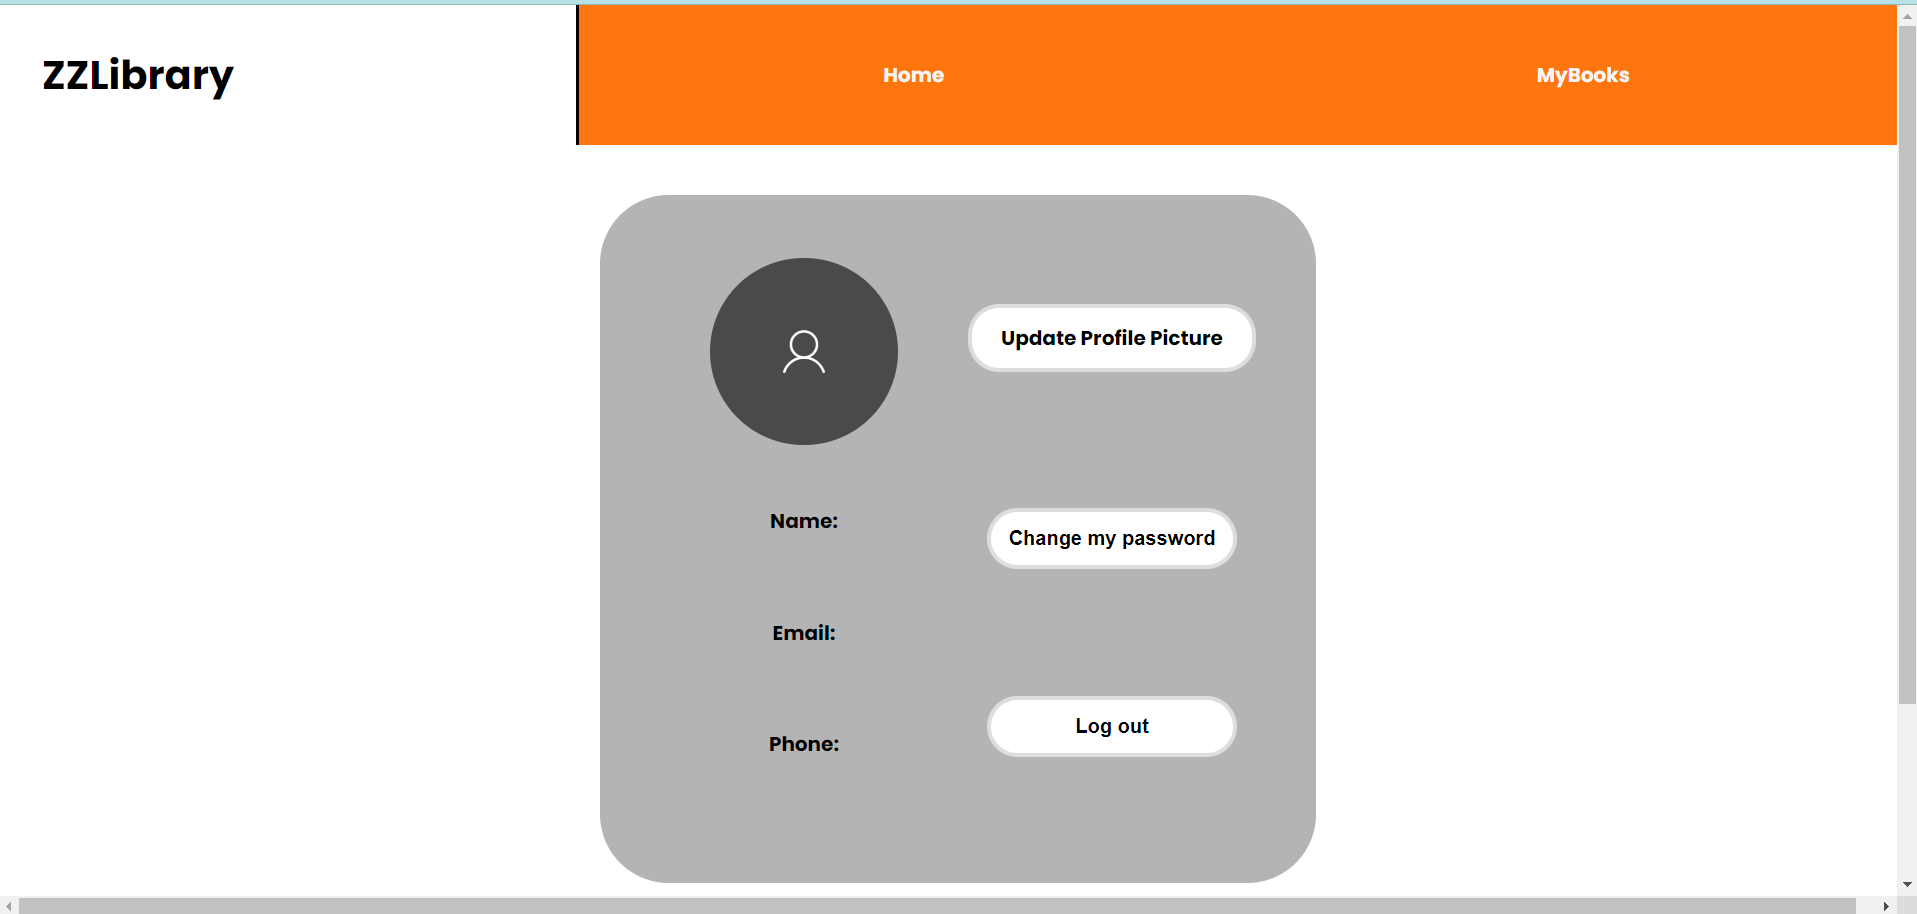 ZZLibrary
Home
MyBooks
Update Profile Picture
Name:
Change my password
Email:
Log out
Phone: